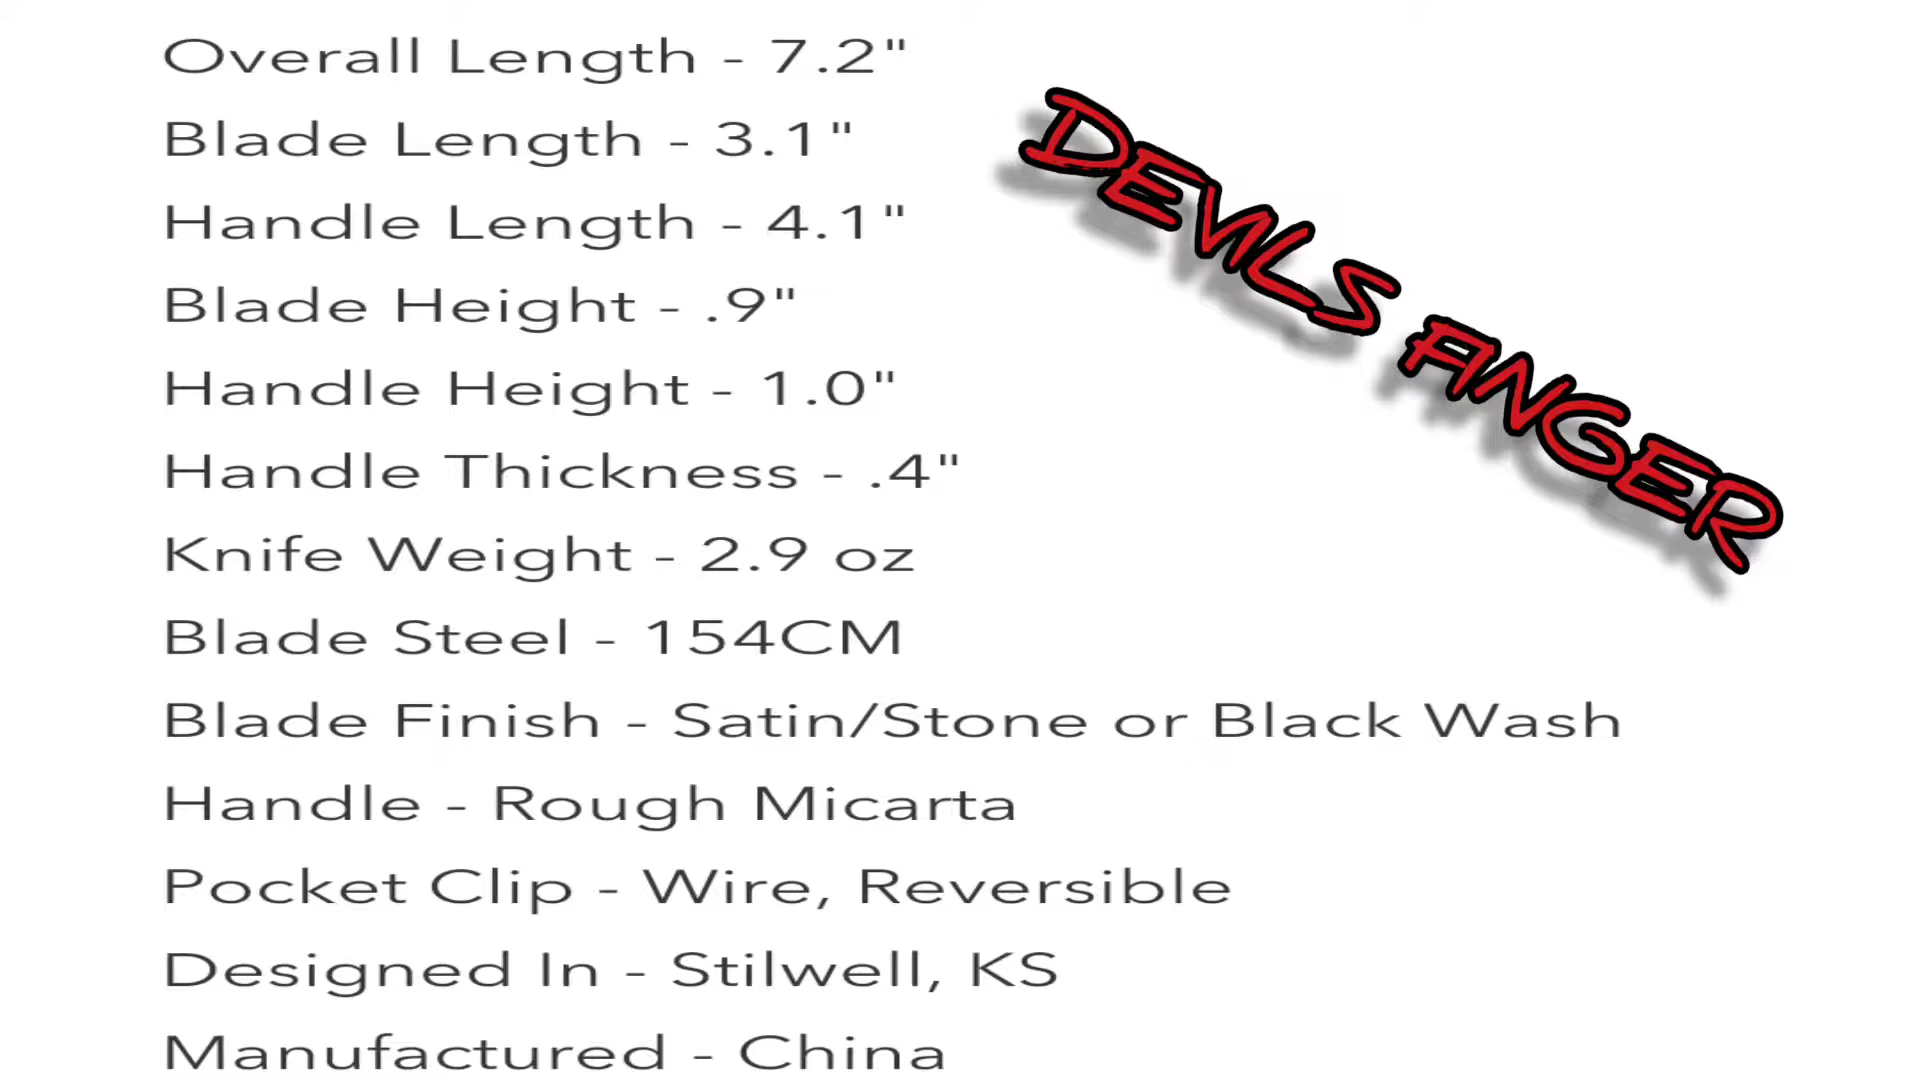 Overall Length - 7.2"
Blade Length - 3.1"
Handle Length - 4.1"
Blade Height - .9"
Handle Height - 1.0"
Handle Thickness - .4"
Knife Weight - 2.9 oz
Blade Steel - 154CM
Blade Finish - Satin/Stone or Black Wash
Handle - Rough Micarta
Pocket Clip - Wire, Reversible
Designed In - Stilwell, KS
Manufactured - China
DEVILS FINGER